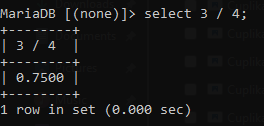 MariaDB [(none)]> select 3 / 4;
+--------+
| 3 / 4  |
+--------+
| 0.7500 |
+--------+
1 row in set (0.000 sec)